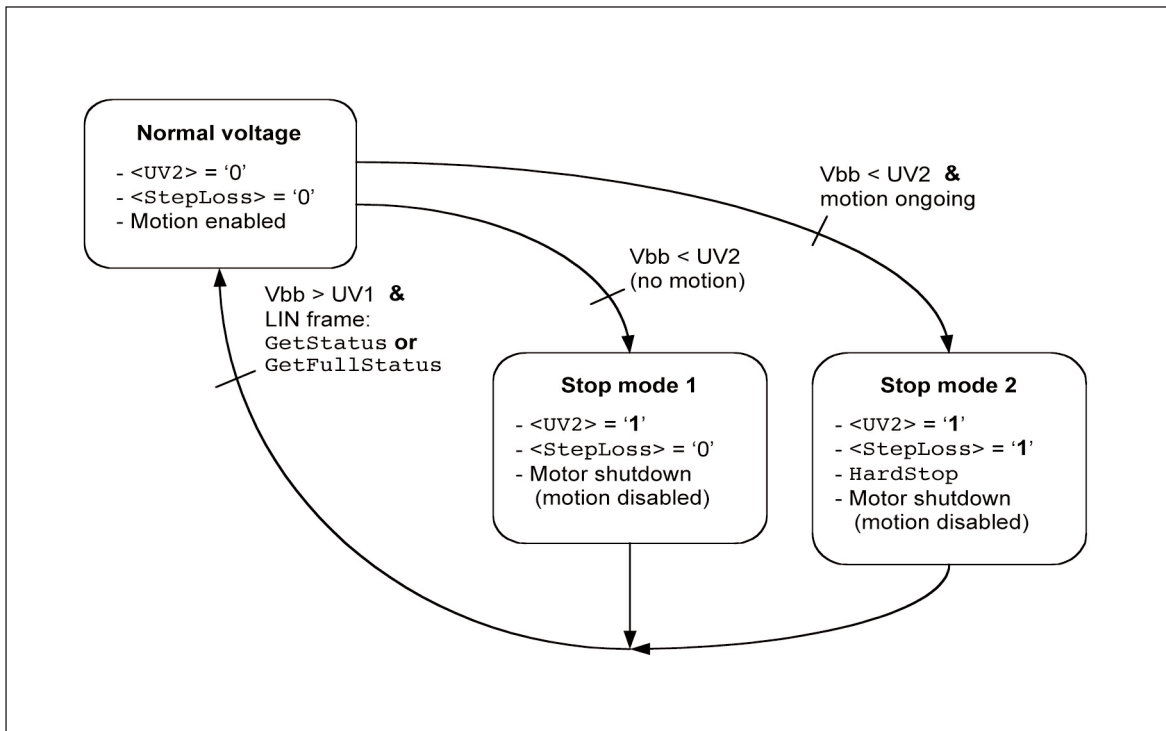 Normal voltage
- <UV2> = ‘0’
- <StepLoss> = ‘0’
- Motion enabled
Vbb < UV2 &
motion ongoing
Vbb < UV2
(no motion)
Vbb > UV1 &
LIN frame:
GetStatus or
GetFullStatus
Stop mode 1
- <UV2> = ‘1’
- <StepLoss> = ‘0’
- Motor shutdown
(motion disabled)
Stop mode 2
- <UV2> = ‘1’
- <StepLoss> = ‘1’
- HardStop
- Motor shutdown
(motion disabled)